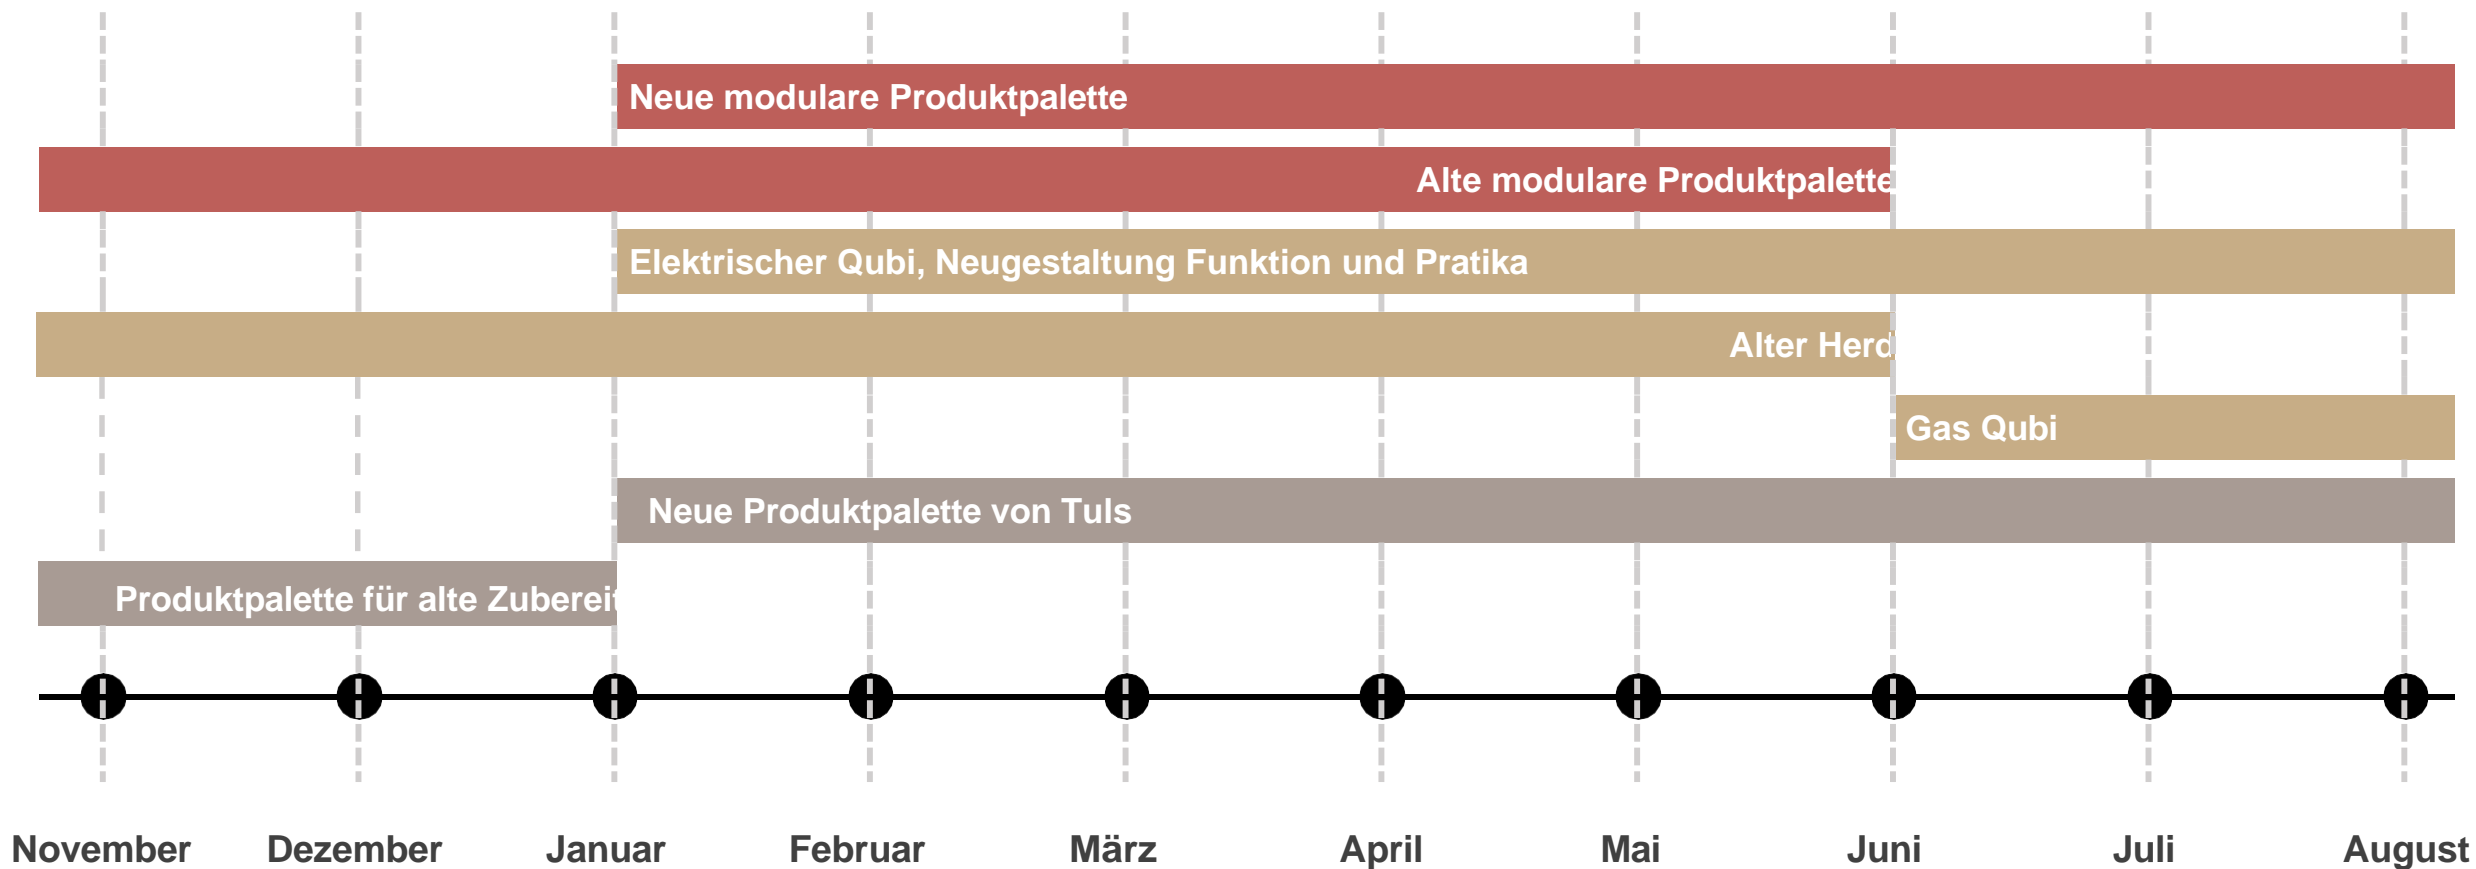 Neue modulare Produktpalette
Alte modulare Produktpalette
Elektrischer Qubi, Neugestaltung Funktion und Pratika
Alter Herd
Gas Qubi
Neue Produktpalette von Tuls
Produktpalette für alte Zubereit
November Dezember Januar Februar März April Mai Juni Juli August